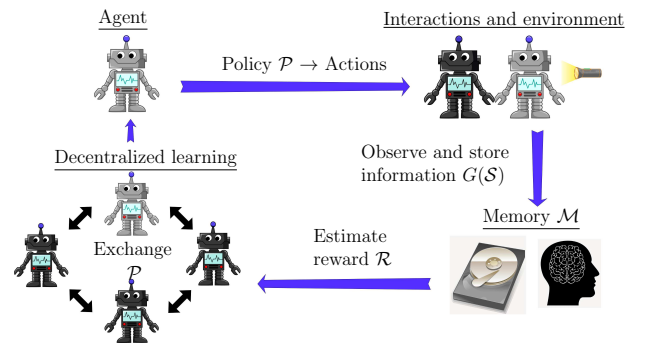 Agent
Interactions and environment
Policy 𝒫 → Actions
Observe and store
information G(𝒮)
Decentralized learning
Memory ℳ
Exchange
𝒫
Estimate
reward ℛ